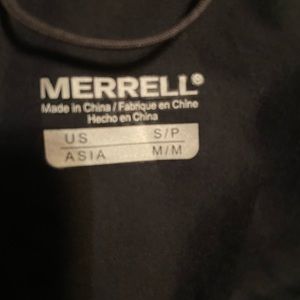 MERRELL®
Made in China / Fabriqué en Chine
Hecho en China
US S/P
ASIA M/M